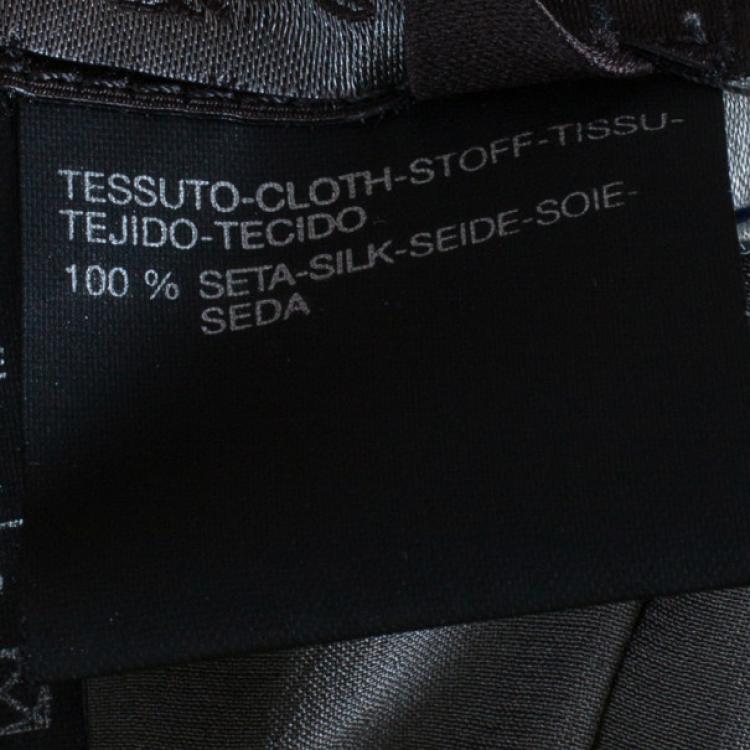 TESSUTO-CLOTH-STOFF-TISSU-
TEJIDO-TECIDO
100 % SETA-SILK-SEIDE-SOIE-
SEDA